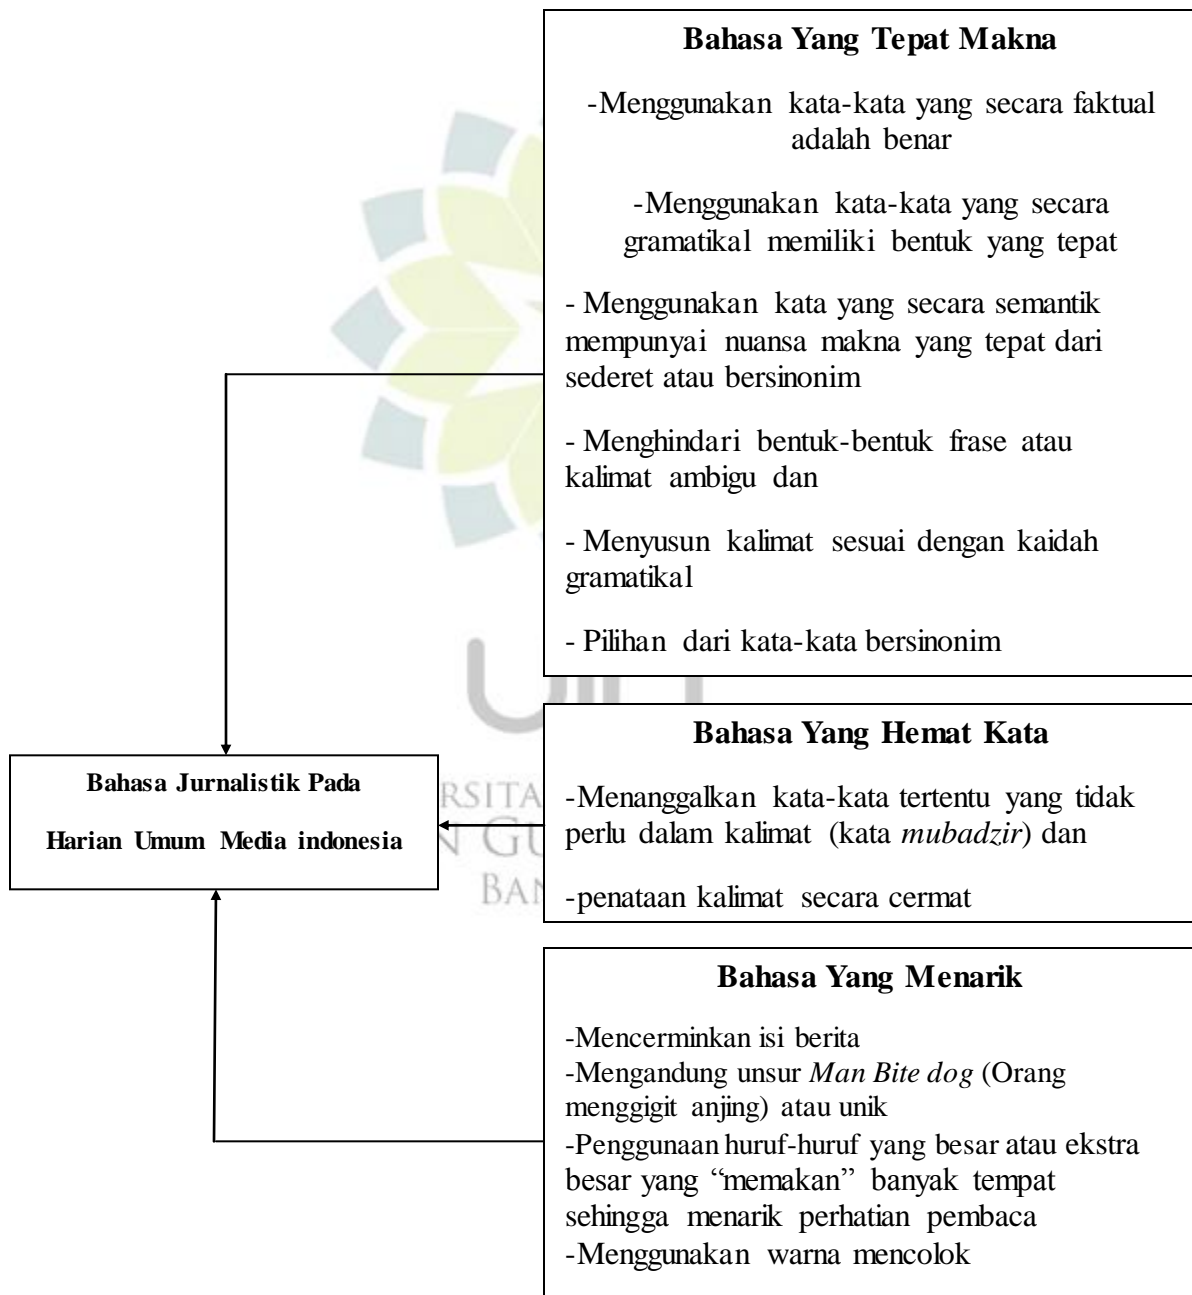 Bahasa Yang Tepat Makna
-Menggunakan kata-kata yang secara faktual
adalah benar
-Menggunakan kata-kata yang secara
gramatikal memiliki bentuk yang tepat
- Menggunakan kata yang secara semantik
mempunyai nuansa makna yang tepat dari
sederet atau bersinonim
- Menghindari bentuk-bentuk frase atau
kalimat ambigu dan
- Menyusun kalimat sesuai dengan kaidah
gramatikal
- Pilihan dari kata-kata bersinonim
Bahasa Yang Hemat Kata
-Menanggalkan kata-kata tertentu yang tidak
perlu dalam kalimat (kata mubadzir) dan
-penataan kalimat secara cermat
Bahasa Jurnalistik Pada
Harian Umum Media indonesia
Bahasa Yang Menarik
-Mencerminkan isi berita
-Mengandung unsur Man Bite dog (Orang
menggigit anjing) atau unik
-Penggunaan huruf-huruf yang besar atau ekstra
besar yang “memakan” banyak tempat
sehingga menarik perhatian pembaca
-Menggunakan warna mencolok